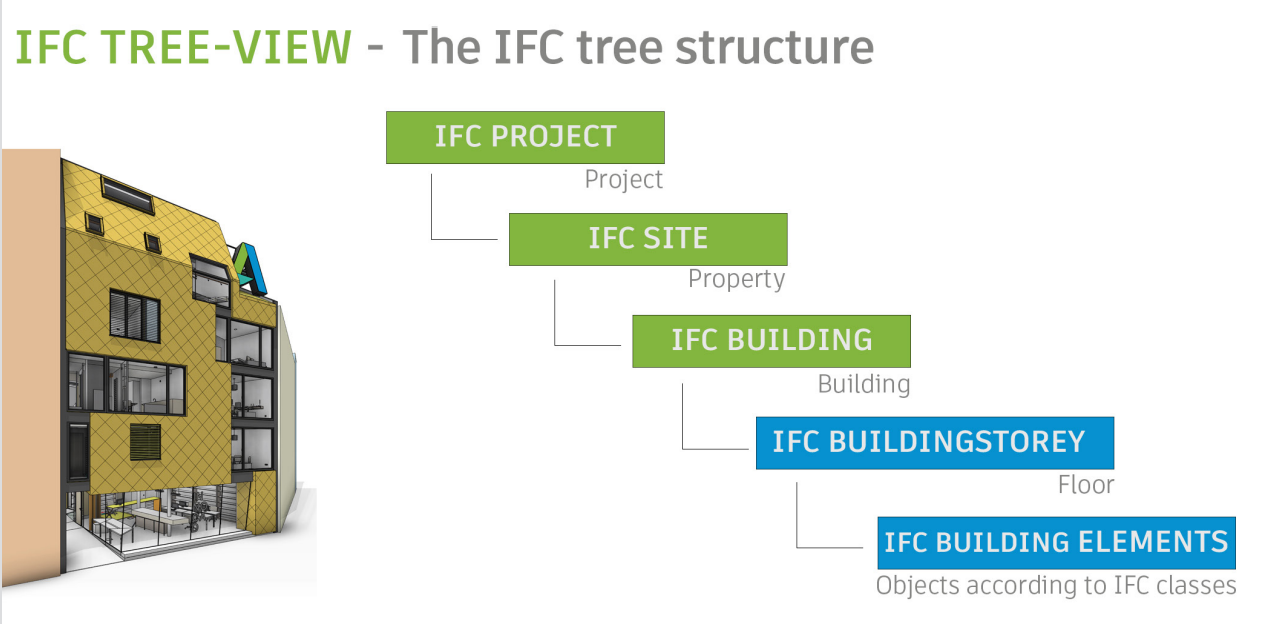 IFC TREE-VIEW - The IFC tree structure
IFC PROJECT
Project
IFC SITE
Property
IFC BUILDING
Building
IFC BUILDINGSTOREY
Floor
IFC BUILDING ELEMENTS
Objects according to IFC classes